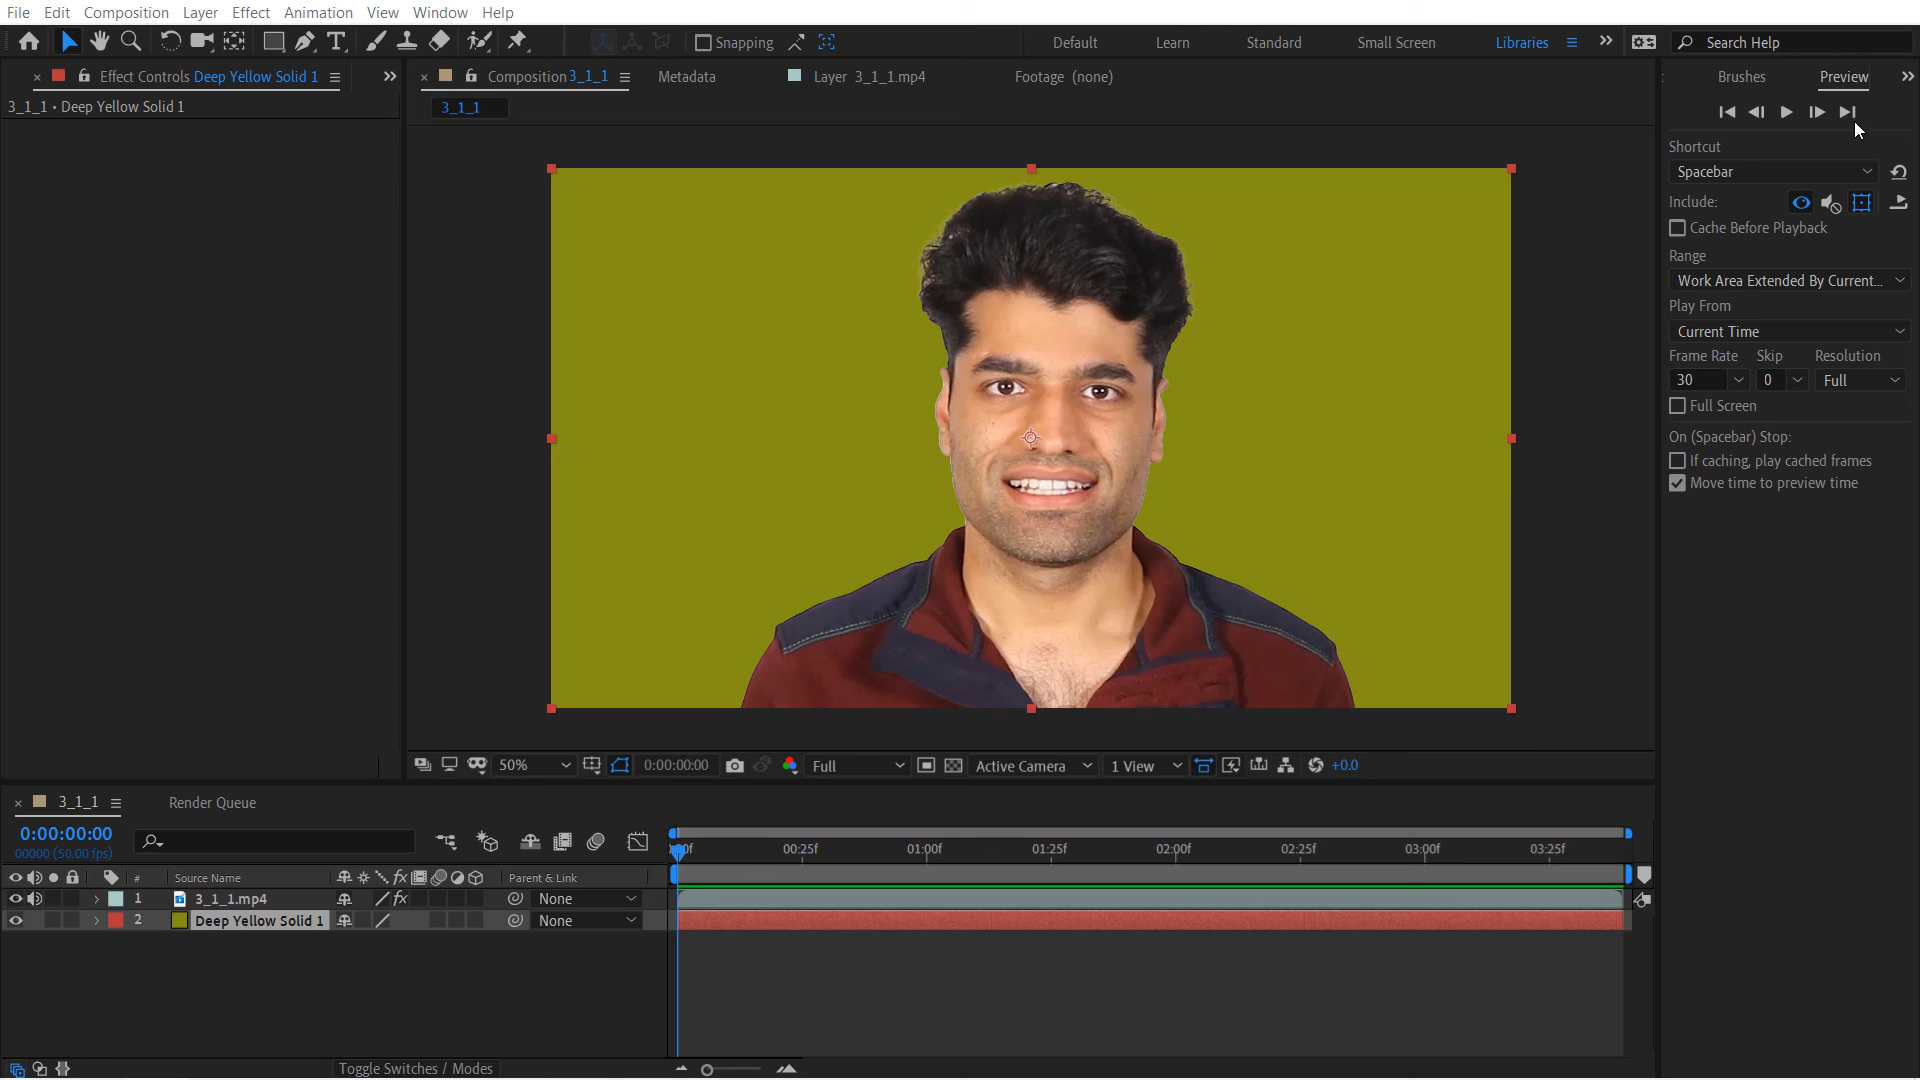 File Edit Composition Layer Effect Animation View Window Help
Snapping Default Learn Standard Small Screen Libraries Search Help
Effect Controls Deep Yellow Solid 1
3_1_1 • Deep Yellow Solid 1
Composition 3_1_1 Metadata Layer 3_1_1.mp4 Footage (none)
3_1_1
Brushes Preview
Shortcut
Spacebar
Include:
Cache Before Playback
Range
Work Area Extended By Current...
Play From
Current Time
Frame Rate Skip Resolution
30 0 Full
Full Screen
On (Spacebar) Stop:
If caching, play cached frames
Move time to preview time
50% 0:00:00:00 Full Active Camera 1 View +0.0
3_1_1 Render Queue
0:00:00:00
00000 (50.00 fps)
00:25f 01:00f 01:25f 02:00f 02:25f 03:00f 03:25f
# Source Name Parent & Link
1 3_1_1.mp4 fx None
2 Deep Yellow Solid 1 None
Toggle Switches / Modes